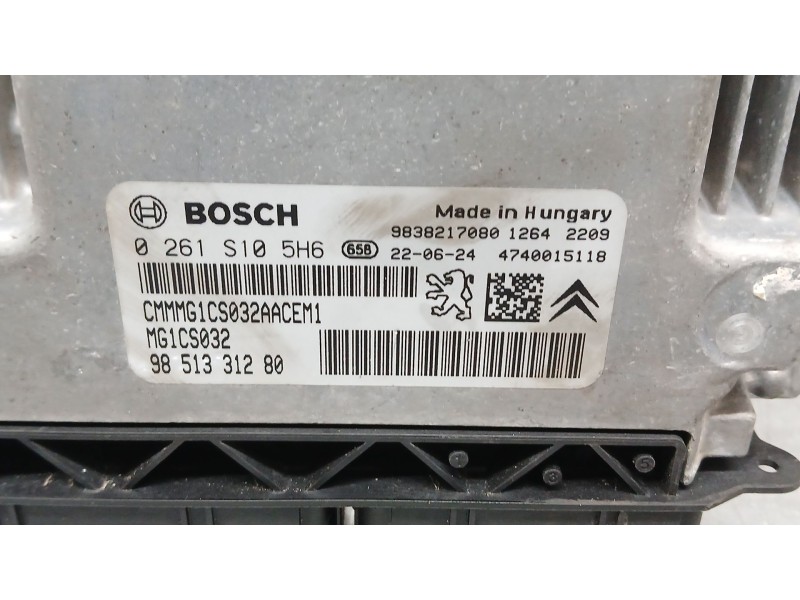 BOSCH
Made in Hungary
9838217080 1264 2209
0 261 S10 5H6 658 22-06-24 4740015118
CMMMG1CS032AACEM1
MG1CS032
98 513 312 80